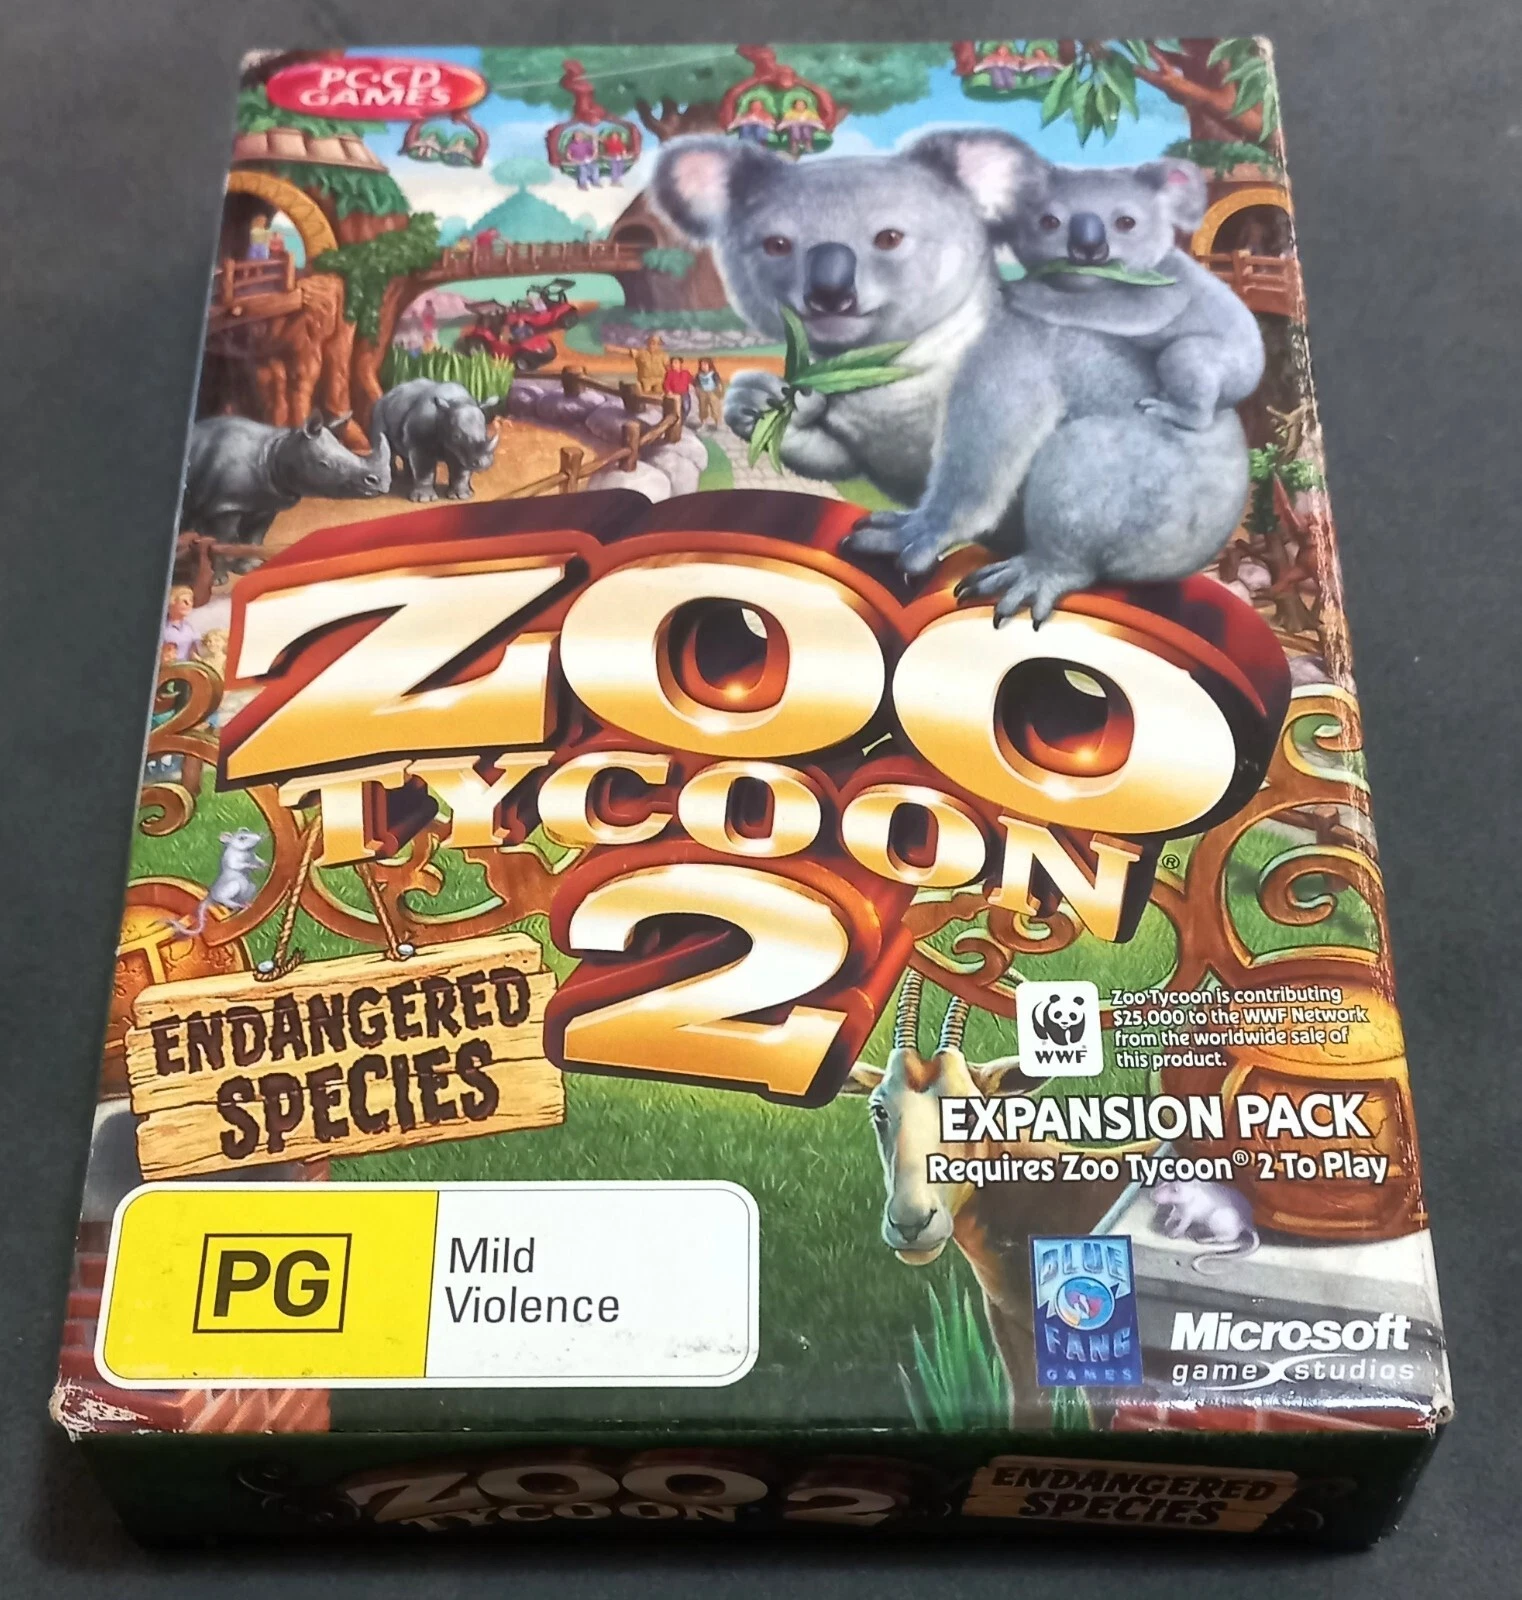 PC·CD
GAMES
ZOO
TYCOON®
2
ENDANGERED
SPECIES
WWF
Zoo Tycoon is contributing
$25,000 to the WWF Network
from the worldwide sale of
this product.
EXPANSION PACK
Requires Zoo Tycoon® 2 To Play
PG
Mild
Violence
BLUE
FANG
GAMES
Microsoft
game studios
ZOO
TYCOON
2
ENDANGERED
SPECIES